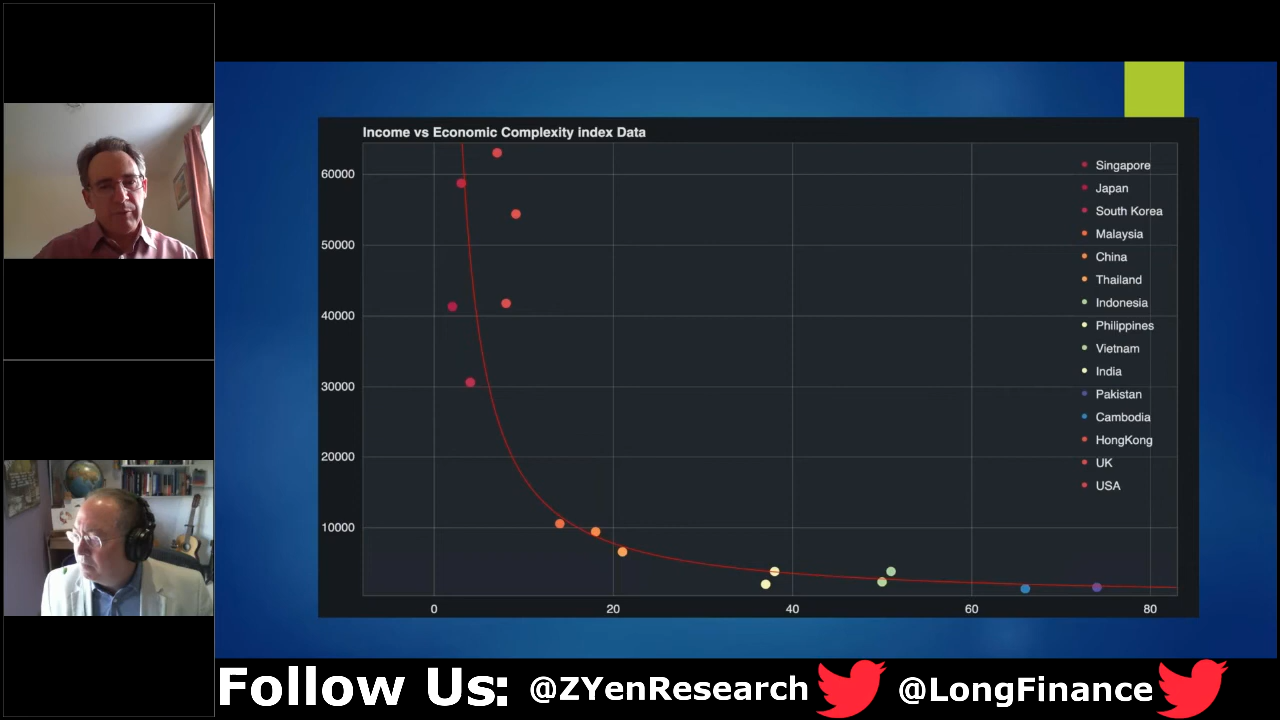 Income vs Economic Complexity index Data
60000
50000
40000
30000
20000
10000
0 20 40 60 80
Singapore
Japan
South Korea
Malaysia
China
Thailand
Indonesia
Philippines
Vietnam
India
Pakistan
Cambodia
HongKong
UK
USA
Follow Us: @ZYenResearch @LongFinance